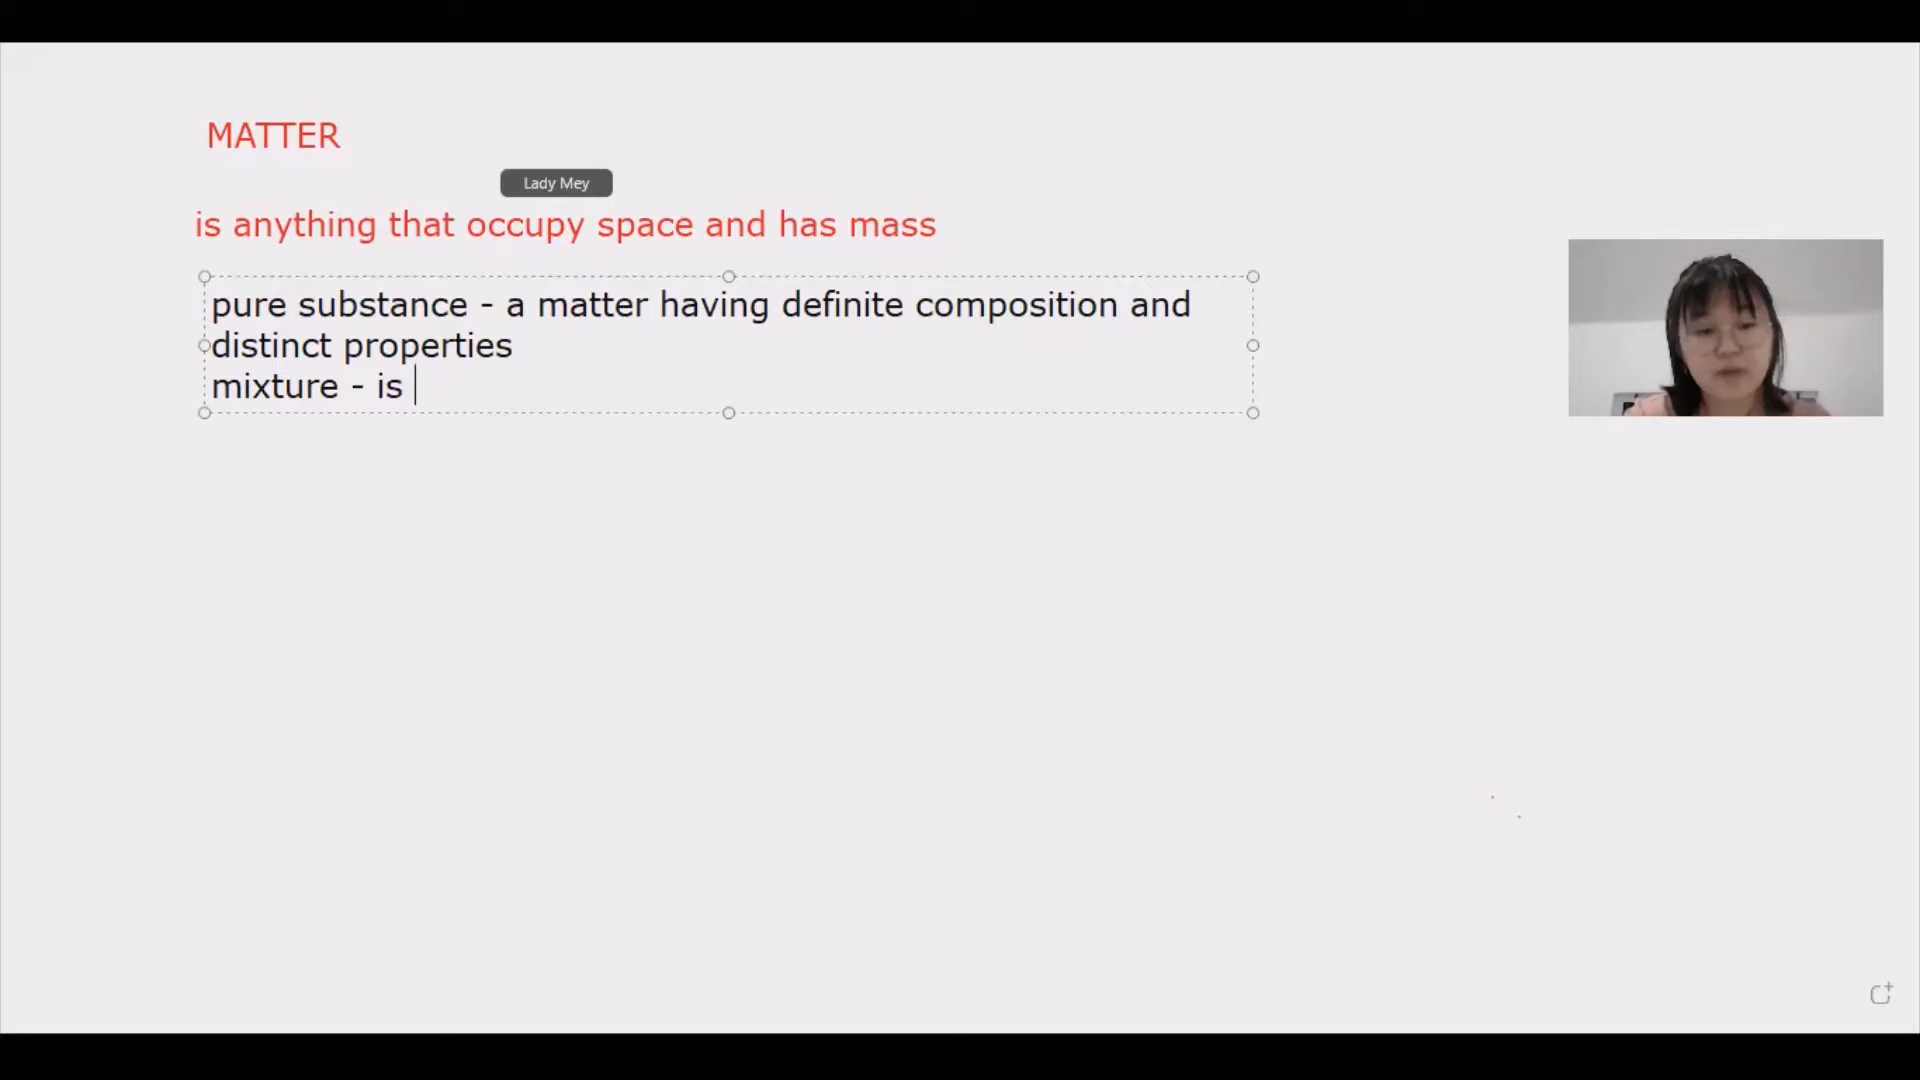 MATTER
Lady Mey
is anything that occupy space and has mass
pure substance - a matter having definite composition and
distinct properties
mixture - is